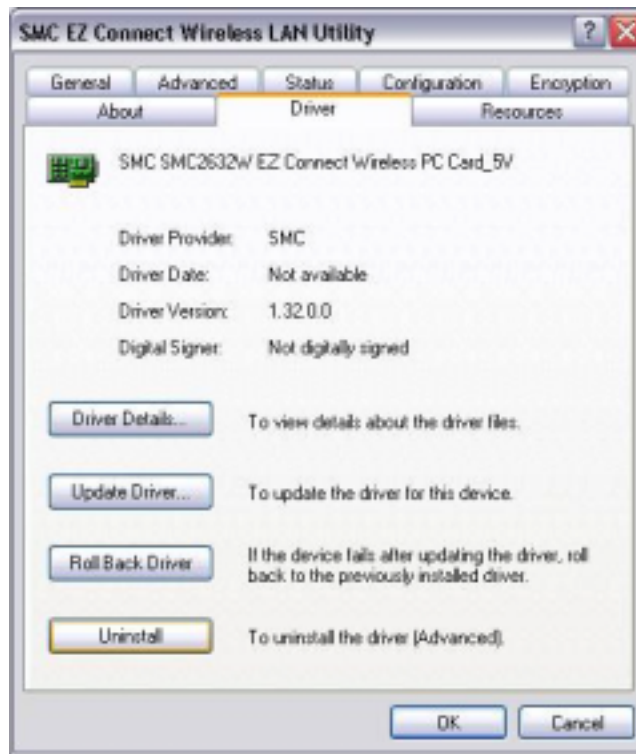 SMC EZ Connect Wireless LAN Utility
General Advanced Status Configuration Encryption
About Driver Resources
SMC SMC2632W EZ Connect Wireless PC Card_5V
Driver Provider: SMC
Driver Date: Not available
Driver Version: 1.32.0.0
Digital Signer: Not digitally signed
Driver Details... To view details about the driver files.
Update Driver... To update the driver for this device.
Roll Back Driver If the device fails after updating the driver, roll
back to the previously installed driver.
Uninstall To uninstall the driver (Advanced).
OK Cancel